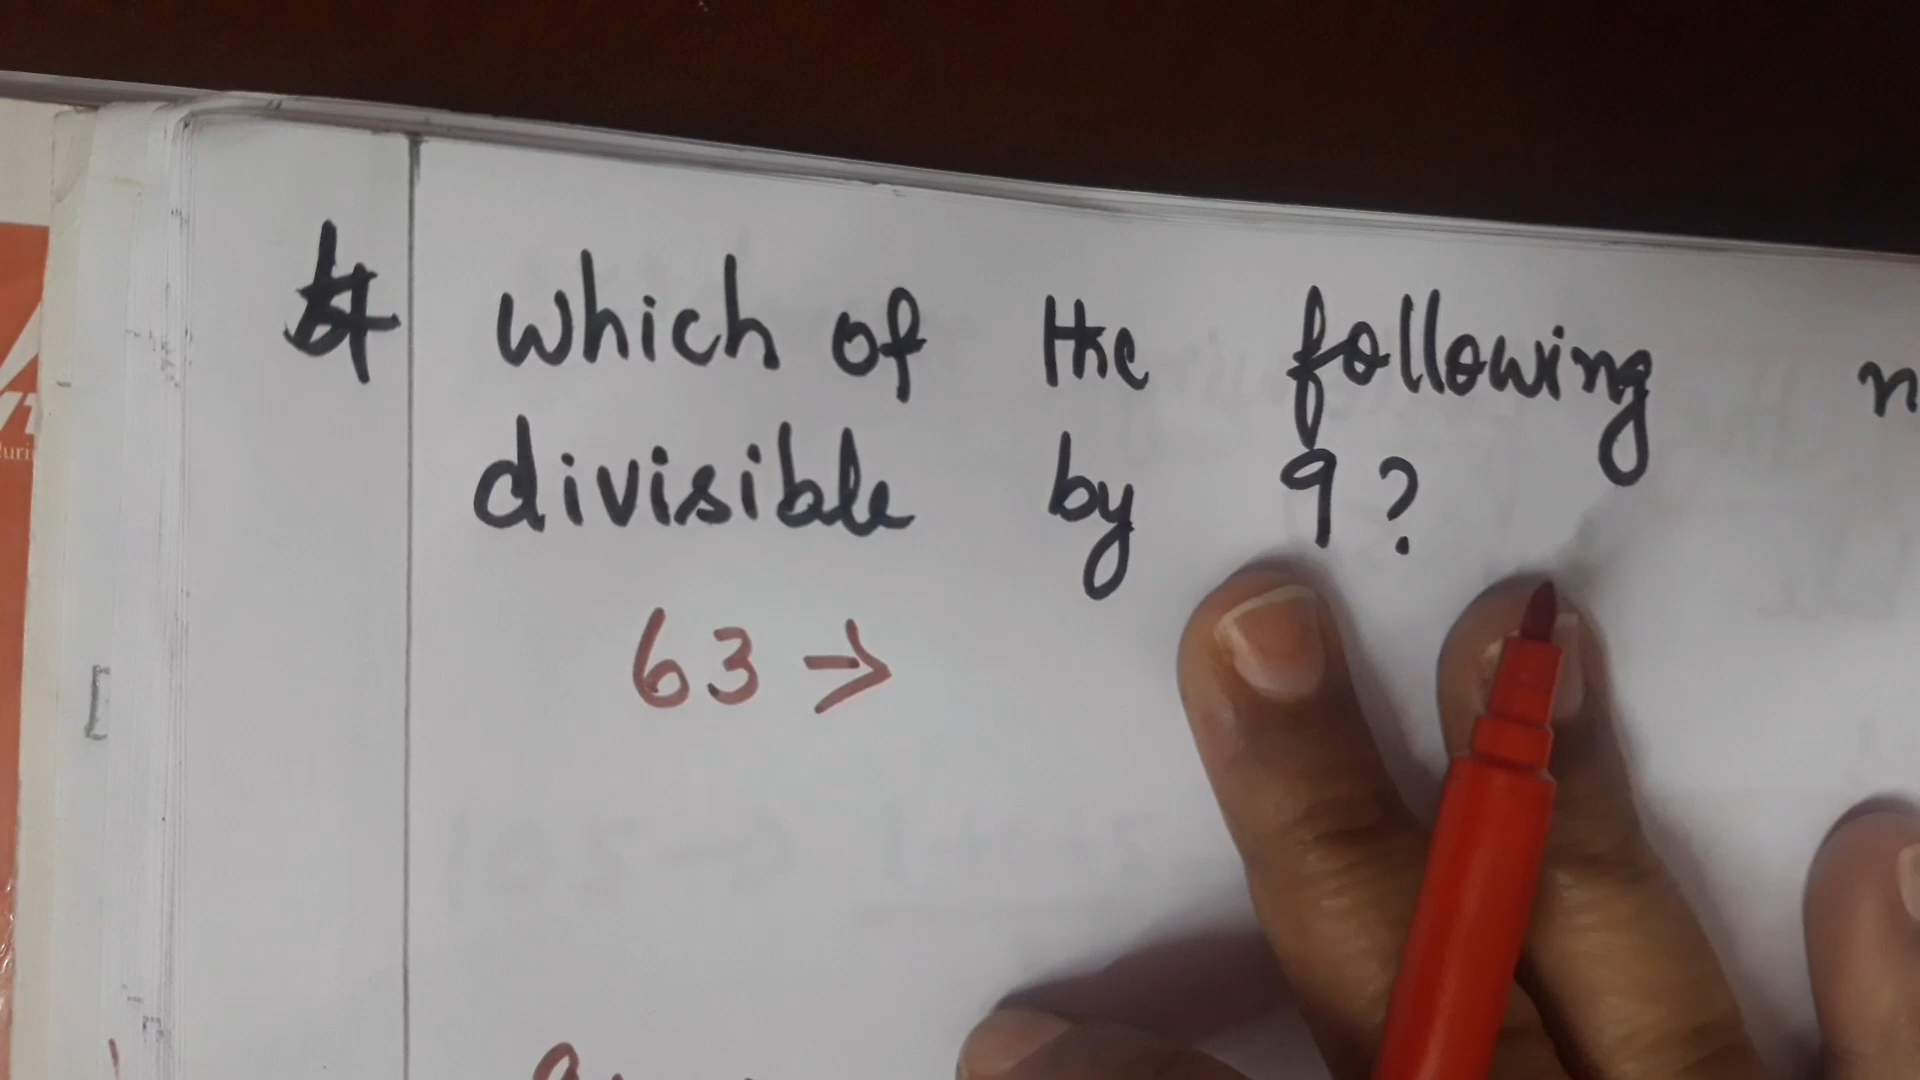 Which of the following
divisible by 9?
63 →